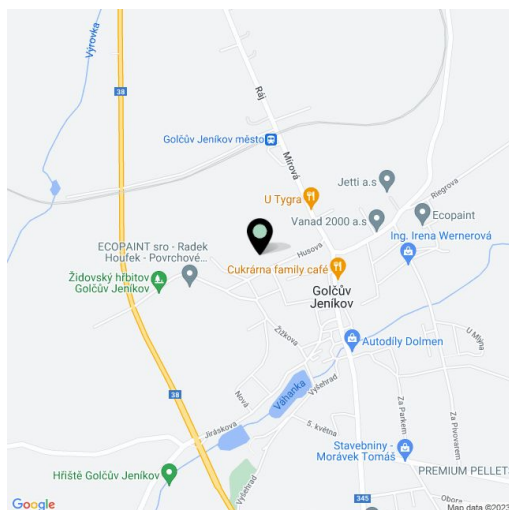 Výrovka
38
Ráj
Golčův Jeníkov město
Mírová
Jetti a.s
U Tygra
Riegrova
Vanad 2000 a.s
Ecopaint
Ing. Irena Wernerová
Husova
ECOPAINT sro - Radek
Houfek - Povrchové...
Cukrárna family café
Židovský hřbitov
Golčův Jeníkov
Golčův
Jeníkov
Žižkova
Autodíly Dolmen
U Mlýna
Vyšehrad
Váhanka
Nová
38
Jiráskova
5. května
Za Parkem
Za Pivovarem
Stavebniny -
Morávek Tomáš
Hřiště Golčův Jeníkov
Vyšehrad
PREMIUM PELLET
345
Obora
Google
Map data ©2023